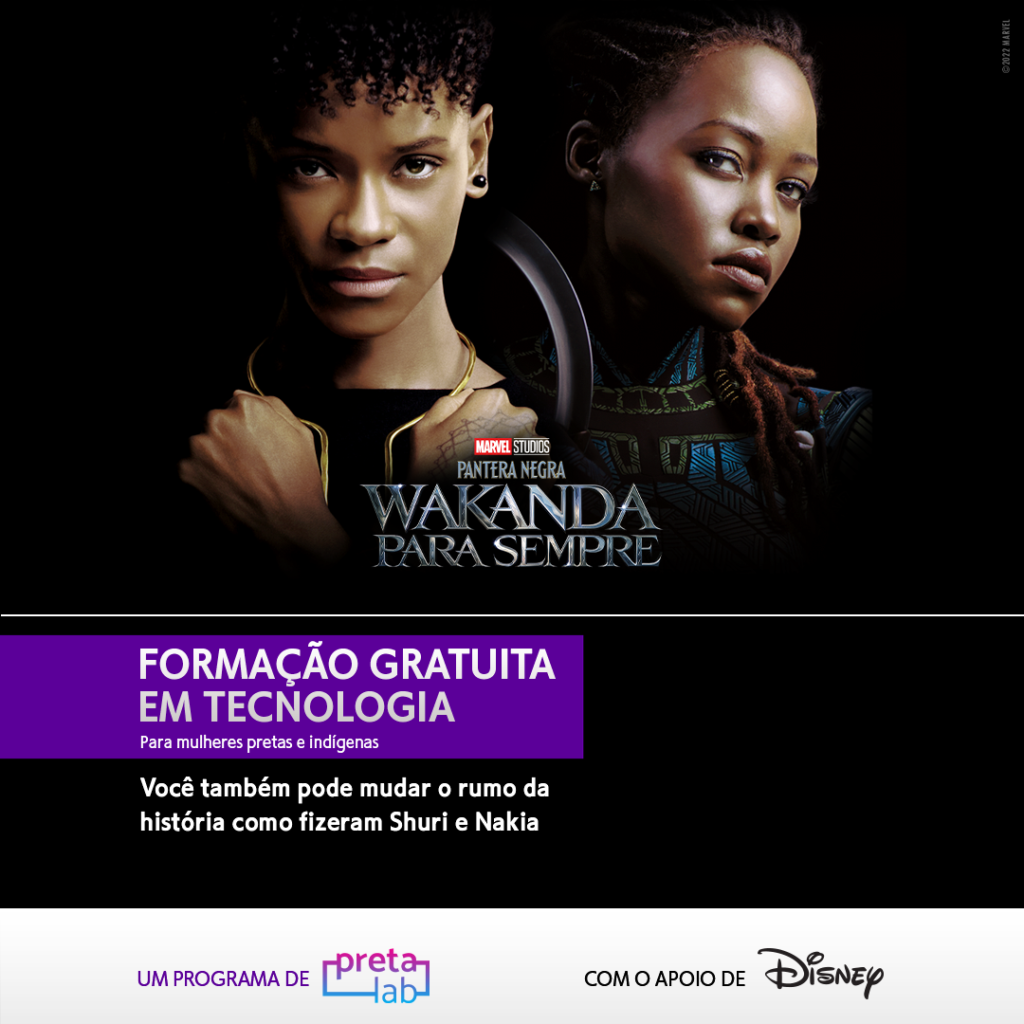 ©2022 MARVEL
MARVEL STUDIOS
PANTERA NEGRA
WAKANDA
PARA SEMPRE
FORMAÇÃO GRATUITA
EM TECNOLOGIA
Para mulheres pretas e indígenas
Você também pode mudar o rumo da
história como fizeram Shuri e Nakia
UM PROGRAMA DE preta
lab
COM O APOIO DE Disney